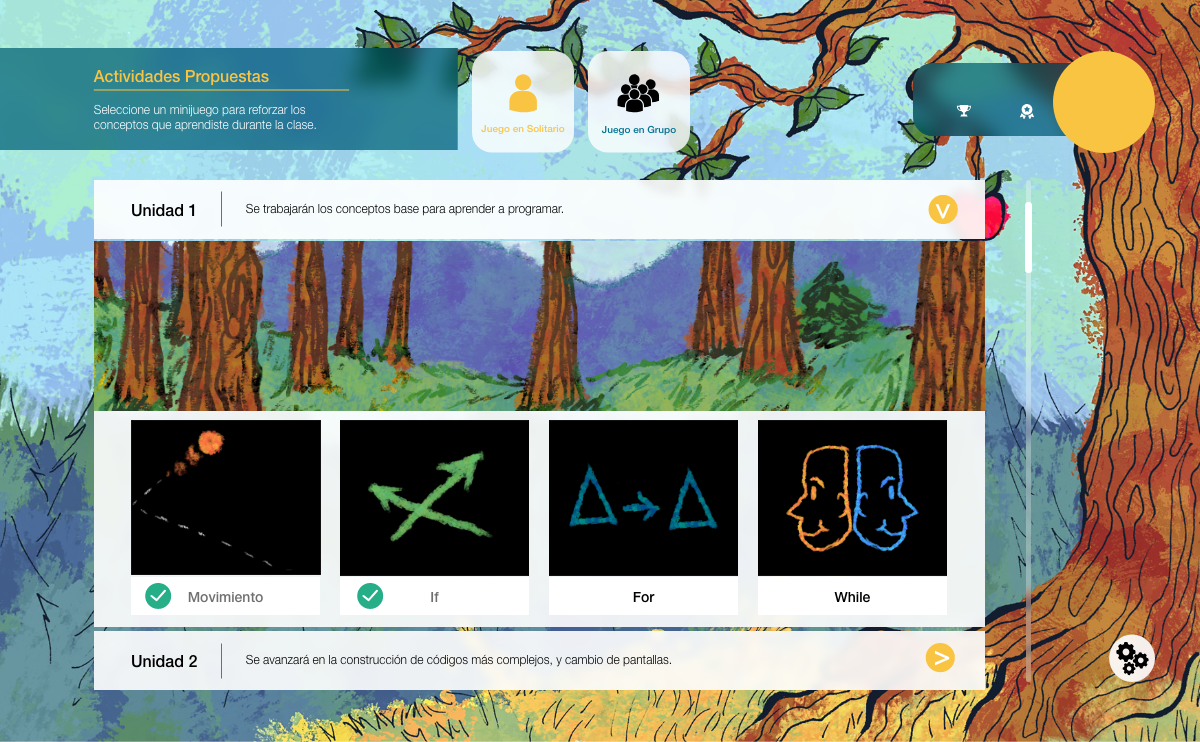 Actividades Propuestas
Seleccione un minijuego para reforzar los
conceptos que aprendiste durante la clase.
Juego en Solitario
Juego en Grupo
Unidad 1
Se trabajarán los conceptos base para aprender a programar.
Movimiento
If
For
While
Unidad 2
Se avanzará en la construcción de códigos más complejos, y cambio de pantallas.